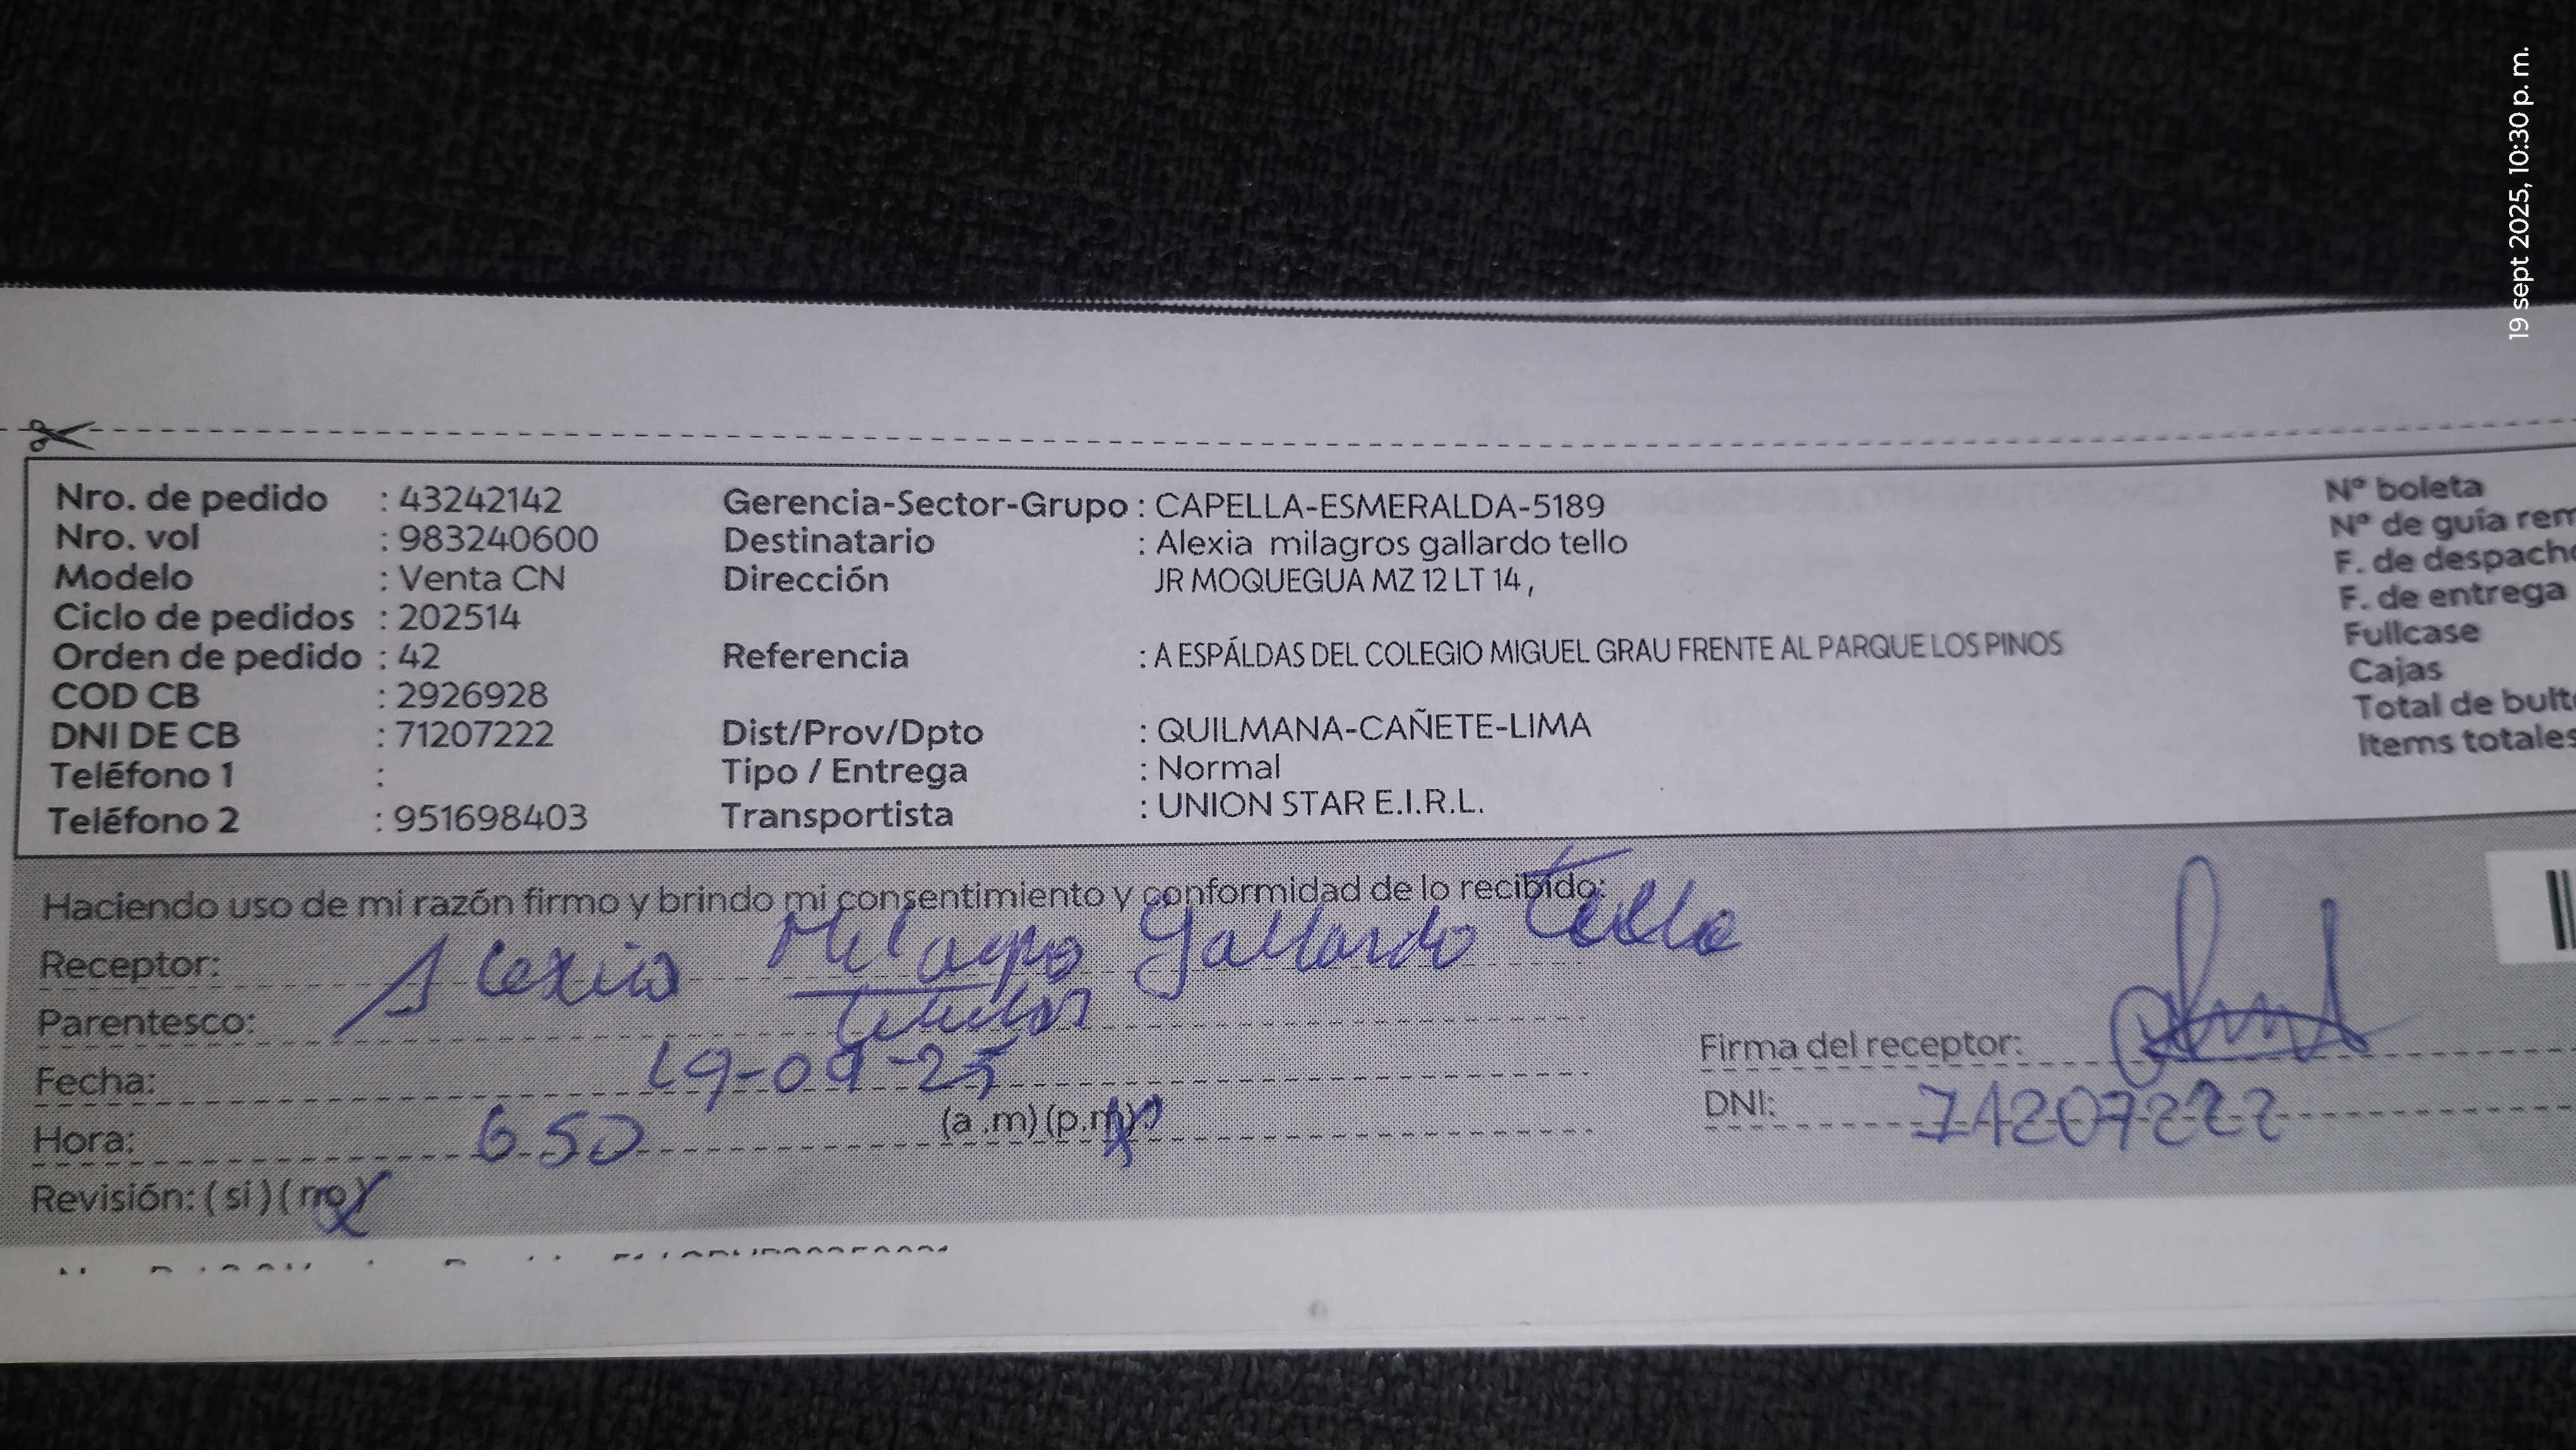 19 sept 2025, 10:30 p. m.
Nro. de pedido : 43242142
Nro. vol : 983240600
Modelo : Venta CN
Ciclo de pedidos : 202514
Orden de pedido : 42
COD CB : 2926928
DNI DE CB : 71207222
Teléfono 1 :
Teléfono 2 : 951698403
Gerencia-Sector-Grupo : CAPELLA-ESMERALDA-5189
Destinatario : Alexia milagros gallardo tello
Dirección JR MOQUEGUA MZ 12 LT 14 ,
Referencia : A ESPÁLDAS DEL COLEGIO MIGUEL GRAU FRENTE AL PARQUE LOS PINOS
Dist/Prov/Dpto : QUILMANA-CAÑETE-LIMA
Tipo / Entrega : Normal
Transportista : UNION STAR E.I.R.L.
Nº boleta
Nº de guía rem
F. de despacho
F. de entrega
Fullcase
Cajas
Total de bult
Items totales
Haciendo uso de mi razón firmo y brindo mi consentimiento y conformidad de lo recibido:
Receptor: Alexia Milagro Gallardo Tello
Parentesco: titular
Fecha: 19-09-25
Hora: 6 50 (a .m) (p.m)
Revisión: ( si ) ( no )
Firma del receptor:
DNI: 71207222